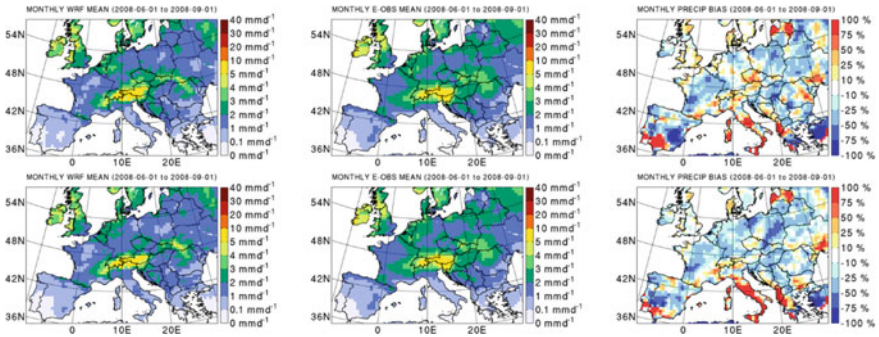 MONTHLY WRF MEAN (2008-06-01 to 2008-09-01)
54N
48N
42N
36N
0
10E
20E
40 mmd⁻¹
30 mmd⁻¹
20 mmd⁻¹
10 mmd⁻¹
5 mmd⁻¹
4 mmd⁻¹
3 mmd⁻¹
2 mmd⁻¹
1 mmd⁻¹
0.1 mmd⁻¹
0 mmd⁻¹
MONTHLY E-OBS MEAN (2008-06-01 to 2008-09-01)
54N
48N
42N
36N
0
10E
20E
40 mmd⁻¹
30 mmd⁻¹
20 mmd⁻¹
10 mmd⁻¹
5 mmd⁻¹
4 mmd⁻¹
3 mmd⁻¹
2 mmd⁻¹
1 mmd⁻¹
0.1 mmd⁻¹
0 mmd⁻¹
MONTHLY PRECIP BIAS (2008-06-01 to 2008-09-01)
54N
48N
42N
36N
0
10E
20E
100 %
75 %
50 %
25 %
10 %
-10 %
-25 %
-50 %
-75 %
-100 %
MONTHLY WRF MEAN (2008-06-01 to 2008-09-01)
54N
48N
42N
36N
0
10E
20E
40 mmd⁻¹
30 mmd⁻¹
20 mmd⁻¹
10 mmd⁻¹
5 mmd⁻¹
4 mmd⁻¹
3 mmd⁻¹
2 mmd⁻¹
1 mmd⁻¹
0.1 mmd⁻¹
0 mmd⁻¹
MONTHLY E-OBS MEAN (2008-06-01 to 2008-09-01)
54N
48N
42N
36N
0
10E
20E
40 mmd⁻¹
30 mmd⁻¹
20 mmd⁻¹
10 mmd⁻¹
5 mmd⁻¹
4 mmd⁻¹
3 mmd⁻¹
2 mmd⁻¹
1 mmd⁻¹
0.1 mmd⁻¹
0 mmd⁻¹
MONTHLY PRECIP BIAS (2008-06-01 to 2008-09-01)
54N
48N
42N
36N
0
10E
20E
100 %
75 %
50 %
25 %
10 %
-10 %
-25 %
-50 %
-75 %
-100 %